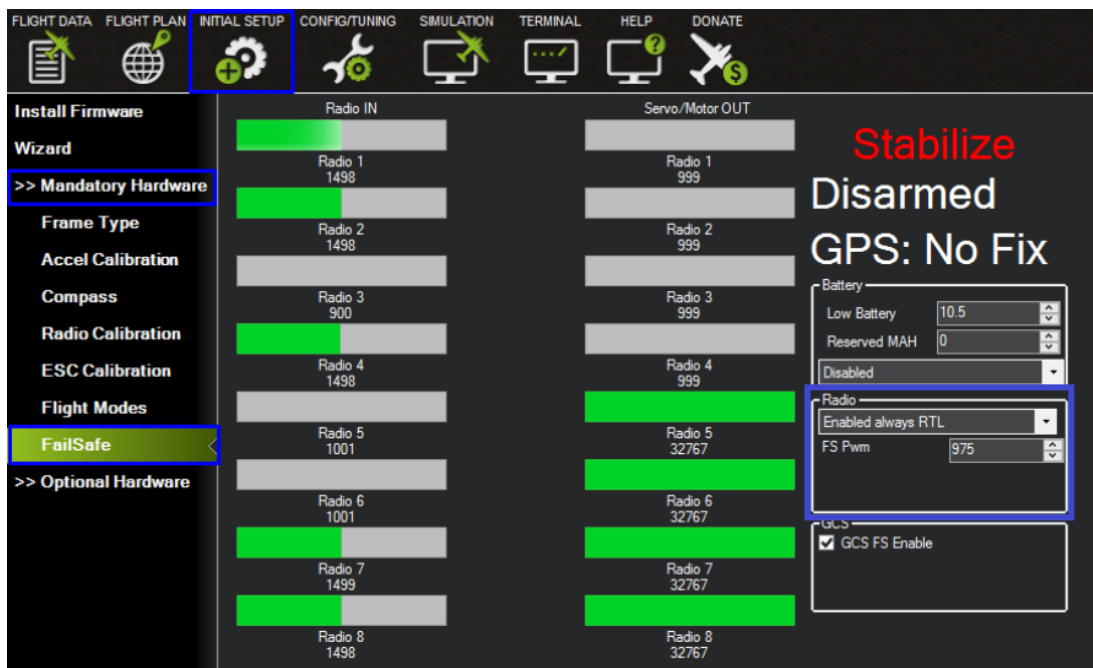 FLIGHT DATA FLIGHT PLAN INITIAL SETUP CONFIG/TUNING SIMULATION TERMINAL HELP DONATE
Install Firmware
Wizard
>> Mandatory Hardware
Frame Type
Accel Calibration
Compass
Radio Calibration
ESC Calibration
Flight Modes
FailSafe
>> Optional Hardware
Radio IN
Radio 1
1498
Radio 2
1498
Radio 3
900
Radio 4
1498
Radio 5
1001
Radio 6
1001
Radio 7
1499
Radio 8
1498
Servo/Motor OUT
Radio 1
999
Radio 2
999
Radio 3
999
Radio 4
999
Radio 5
32767
Radio 6
32767
Radio 7
32767
Radio 8
32767
Stabilize
Disarmed
GPS: No Fix
Battery
Low Battery 10.5
Reserved MAH 0
Disabled
Radio
Enabled always RTL
FS Pwm 975
GCS
GCS FS Enable